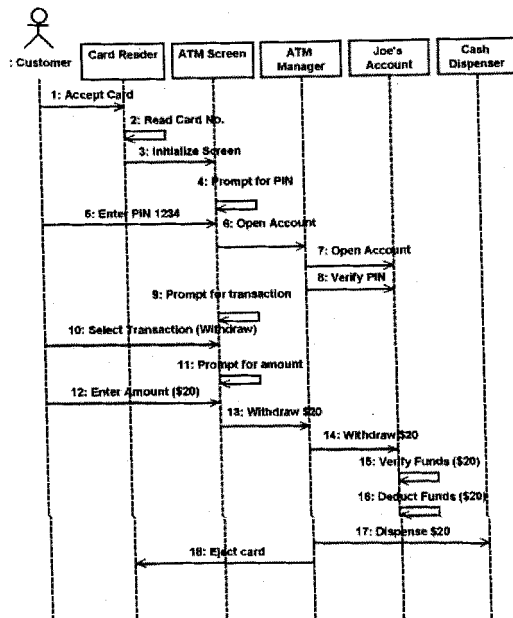 : Customer
Card Reader
ATM Screen
ATM
Manager
Joe's
Account
Cash
Dispenser
1: Accept Card
2: Read Card No.
3: Initialize Screen
4: Prompt for PIN
5: Enter PIN 1234
6: Open Account
7: Open Account
8: Verify PIN
9: Prompt for transaction
10: Select Transaction (Withdraw)
11: Prompt for amount
12: Enter Amount ($20)
13: Withdraw $20
14: Withdraw $20
15: Verify Funds ($20)
16: Deduct Funds ($20)
17: Dispense $20
18: Eject card